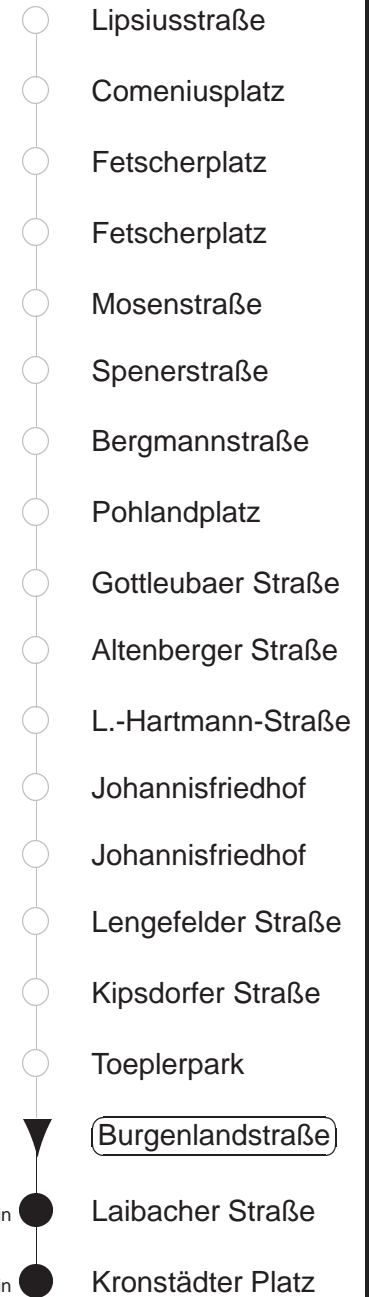 Lipsiusstraße
Comeniusplatz
Fetscherplatz
Fetscherplatz
Mosenstraße
Spenerstraße
Bergmannstraße
Pohlandplatz
Gottleubaer Straße
Altenberger Straße
L.-Hartmann-Straße
Johannisfriedhof
Johannisfriedhof
Lengefelder Straße
Kipsdorfer Straße
Toeplerpark
Burgenlandstraße
Laibacher Straße
Kronstädter Platz